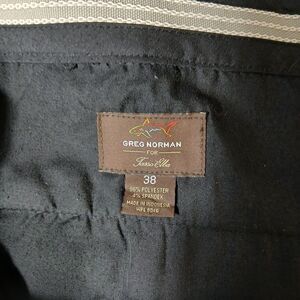 GREG NORMAN
FOR
Tasso Elba
38
96% POLYESTER
4% SPANDEX
MADE IN INDONESIA